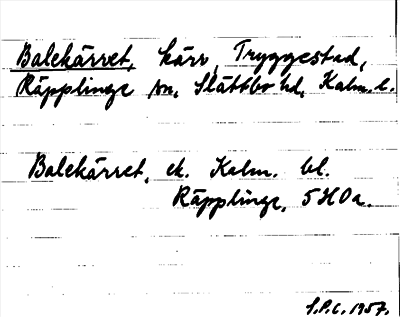 Balekärret, kärr, Tryggestad,
Räpplinge sn, Slättbo hd, Kalm. l.
Balekärret, ek. Kalm. bl.
Räpplinge, 5 H 0 a.
S.P.C. 1957.